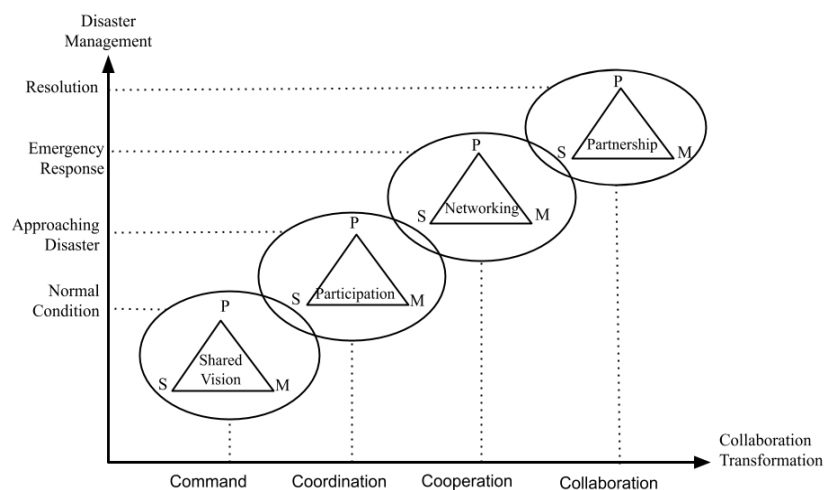 Disaster
Management
Resolution
P
S
Partnership
M
Emergency
Response
P
S
Networking
M
Approaching
Disaster
P
S
Participation
M
Normal
Condition
P
Shared
Vision
S
M
Collaboration
Transformation
Command
Coordination
Cooperation
Collaboration